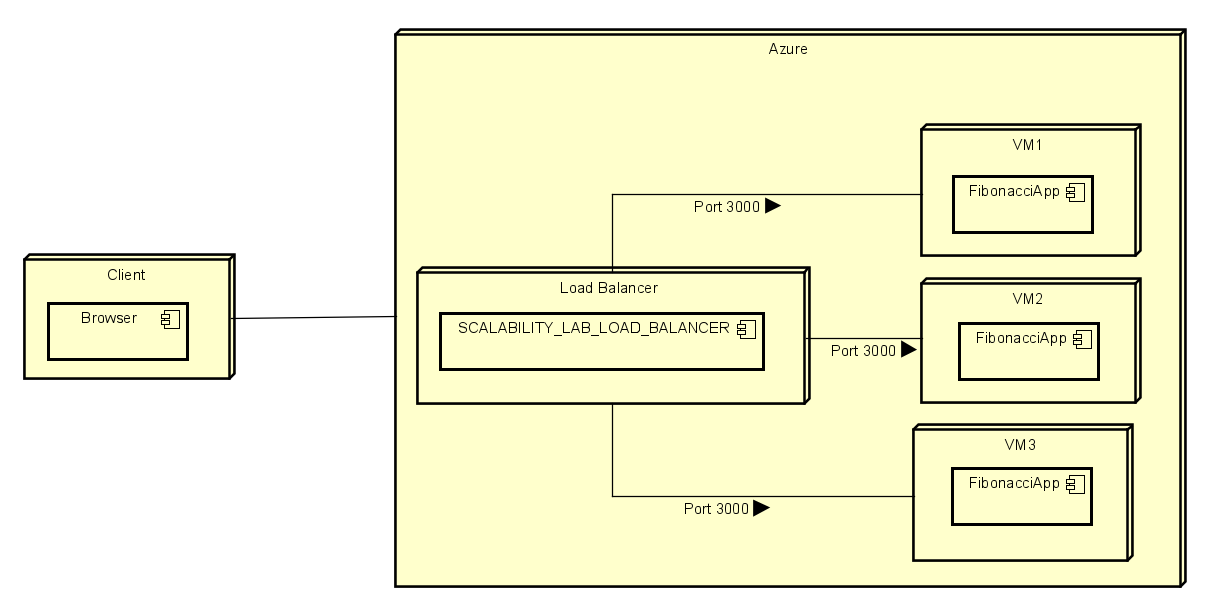 Azure
VM1
FibonacciApp
Port 3000
Client
Browser
Load Balancer
SCALABILITY_LAB_LOAD_BALANCER
VM2
FibonacciApp
Port 3000
VM3
FibonacciApp
Port 3000